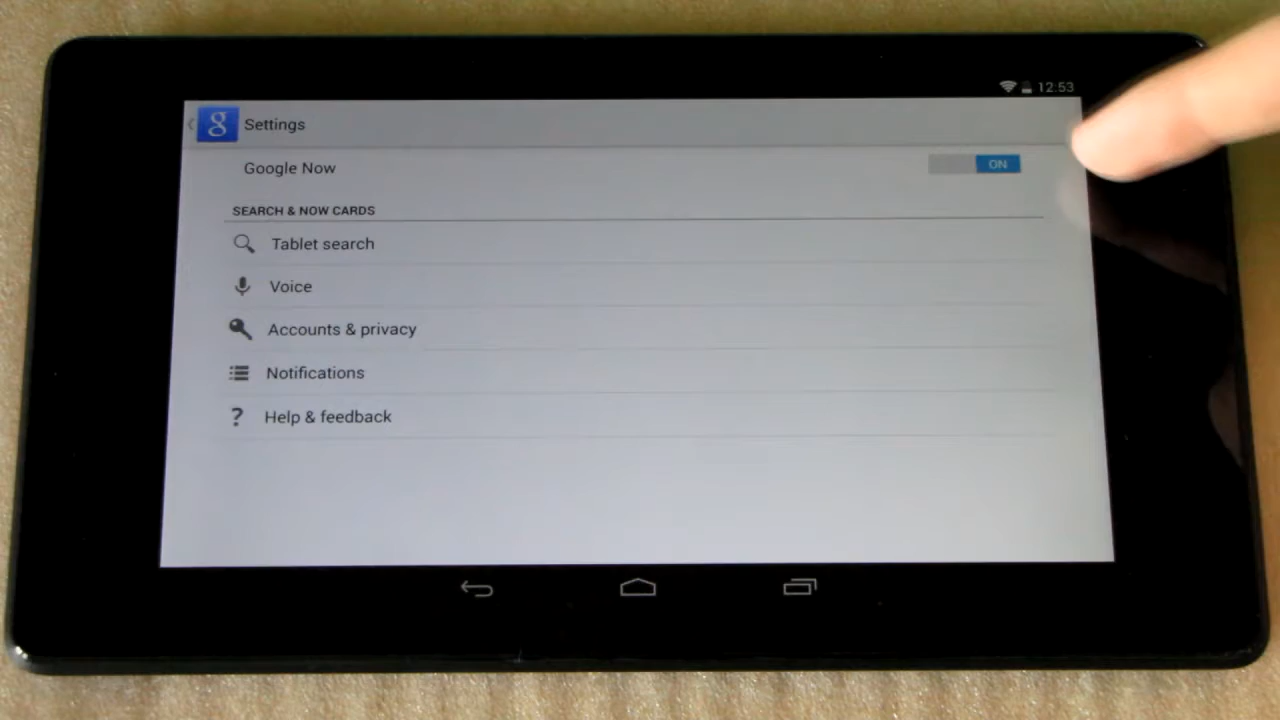 12:53
g Settings
Google Now ON
SEARCH & NOW CARDS
Tablet search
Voice
Accounts & privacy
Notifications
? Help & feedback